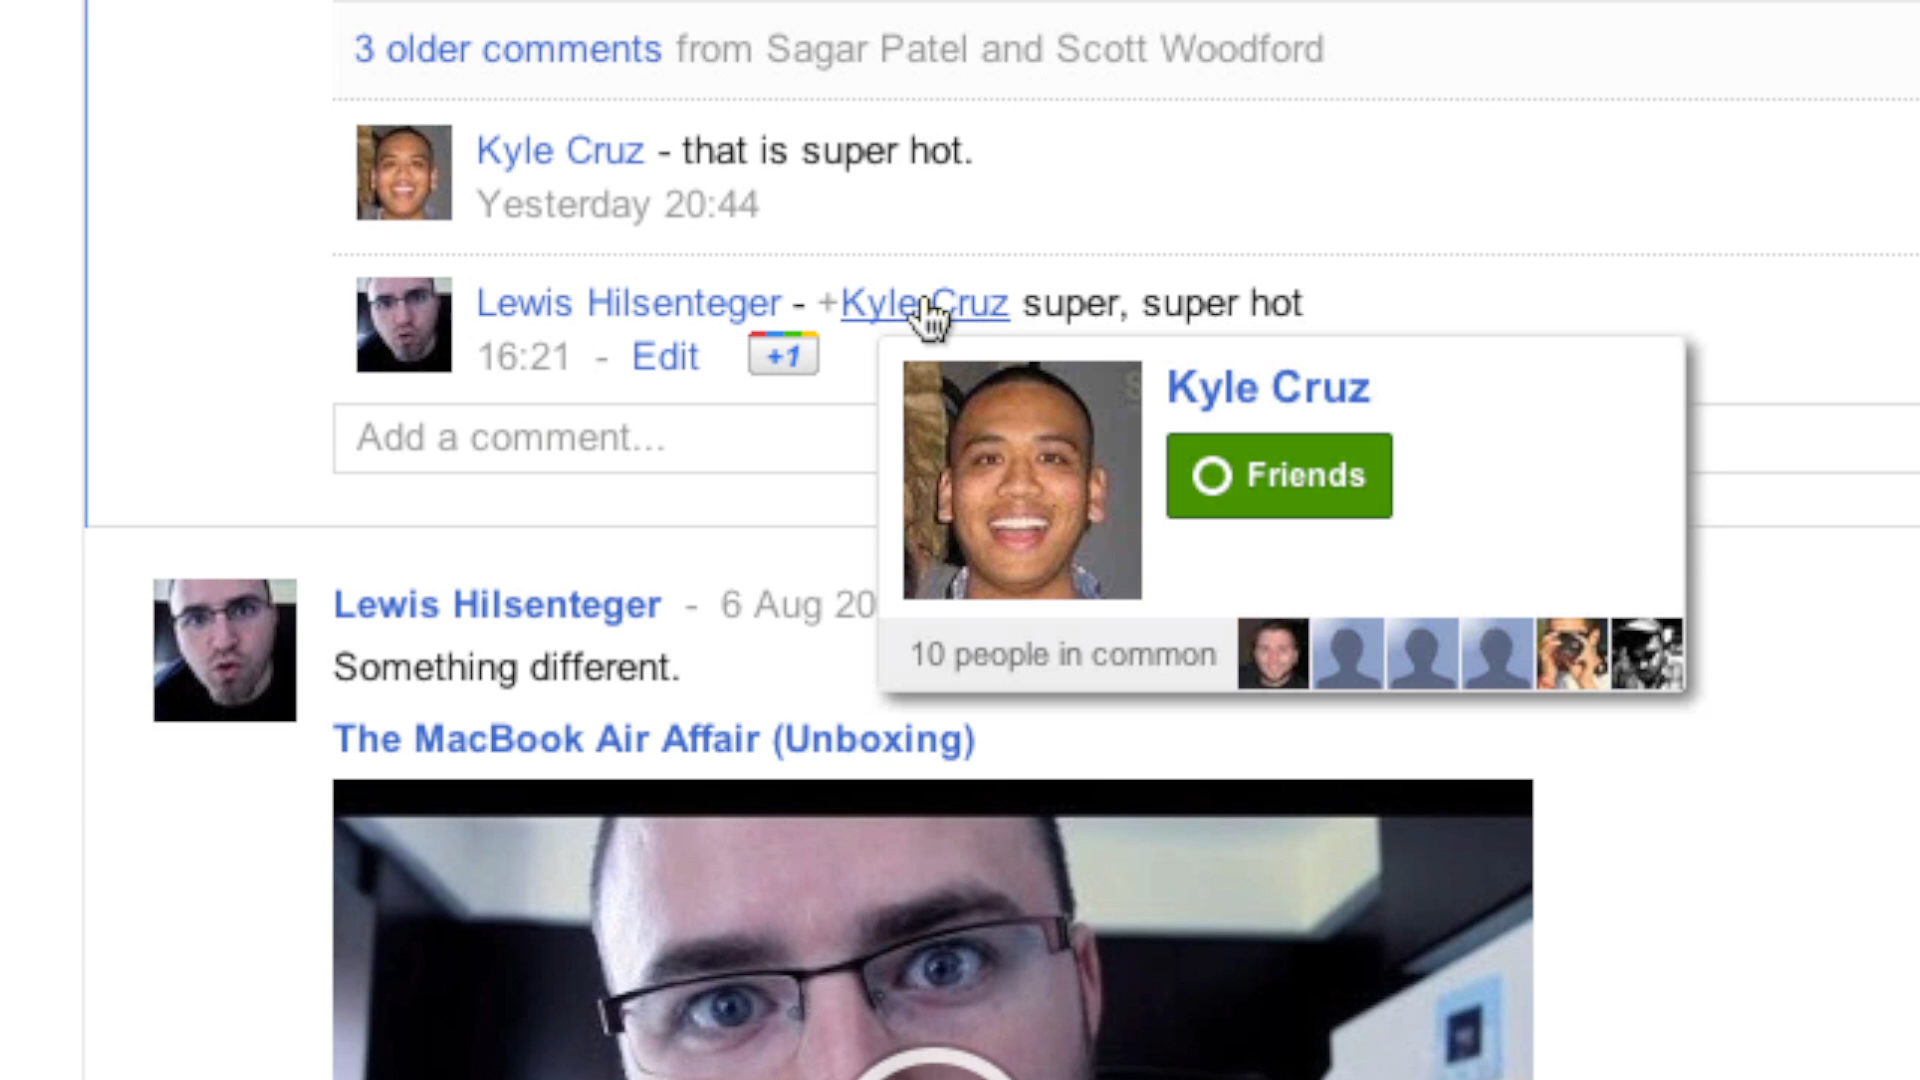 3 older comments from Sagar Patel and Scott Woodford
Kyle Cruz - that is super hot.
Yesterday 20:44
Lewis Hilsenteger - +Kyle Cruz super, super hot
16:21 - Edit +1
Add a comment...
Kyle Cruz
Friends
10 people in common
Lewis Hilsenteger - 6 Aug 20
Something different.
The MacBook Air Affair (Unboxing)